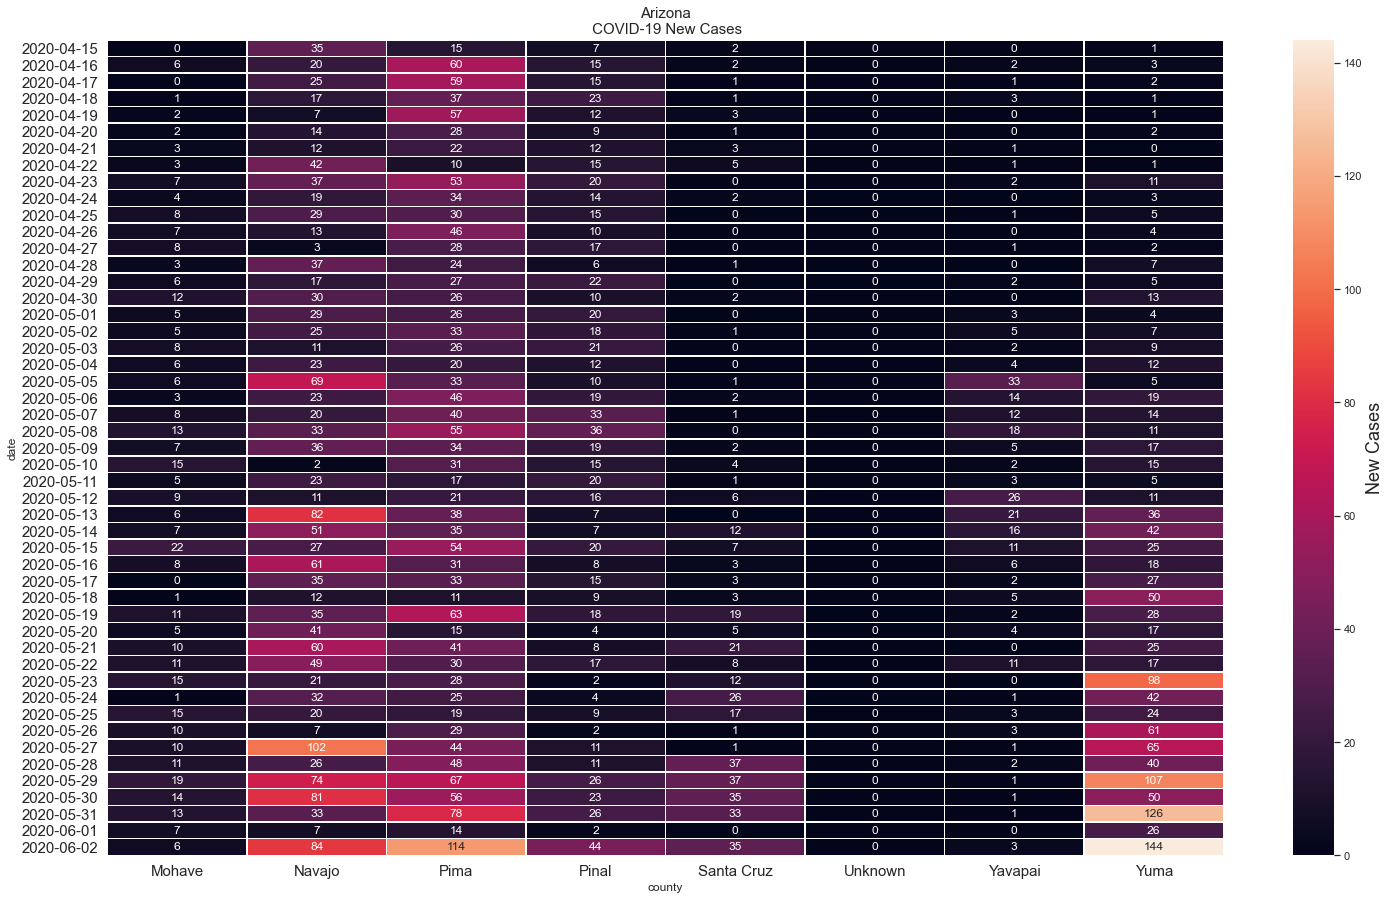 Arizona
COVID-19 New Cases
2020-04-15 0 35 15 7 2 0 0 1
2020-04-16 6 20 60 15 2 0 2 3
2020-04-17 0 25 59 15 1 0 1 2
2020-04-18 1 17 37 23 1 0 3 1
2020-04-19 2 7 57 12 3 0 0 1
2020-04-20 2 14 28 9 1 0 0 2
2020-04-21 3 12 22 12 3 0 1 0
2020-04-22 3 42 10 15 5 0 1 1
2020-04-23 7 37 53 20 0 0 2 11
2020-04-24 4 19 34 14 2 0 0 3
2020-04-25 8 29 30 15 0 0 1 5
2020-04-26 7 13 46 10 0 0 0 4
2020-04-27 8 3 28 17 0 0 1 2
2020-04-28 3 37 24 6 1 0 0 7
2020-04-29 6 17 27 22 0 0 2 5
2020-04-30 12 30 26 10 2 0 0 13
2020-05-01 5 29 26 20 0 0 3 4
2020-05-02 5 25 33 18 1 0 5 7
2020-05-03 8 11 26 21 0 0 2 9
2020-05-04 6 23 20 12 0 0 4 12
2020-05-05 6 69 33 10 1 0 33 5
2020-05-06 3 23 46 19 2 0 14 19
2020-05-07 8 20 40 33 1 0 12 14
2020-05-08 13 33 55 36 0 0 18 11
2020-05-09 7 36 34 19 2 0 5 17
2020-05-10 15 2 31 15 4 0 2 15
2020-05-11 5 23 17 20 1 0 3 5
2020-05-12 9 11 21 16 6 0 26 11
2020-05-13 6 82 38 7 0 0 21 36
2020-05-14 7 51 35 7 12 0 16 42
2020-05-15 22 27 54 20 7 0 11 25
2020-05-16 8 61 31 8 3 0 6 18
2020-05-17 0 35 33 15 3 0 2 27
2020-05-18 1 12 11 9 3 0 5 50
2020-05-19 11 35 63 18 19 0 2 28
2020-05-20 5 41 15 4 5 0 4 17
2020-05-21 10 60 41 8 21 0 0 25
2020-05-22 11 49 30 17 8 0 11 17
2020-05-23 15 21 28 2 12 0 0 98
2020-05-24 1 32 25 4 26 0 1 42
2020-05-25 15 20 19 9 17 0 3 24
2020-05-26 10 7 29 2 1 0 3 61
2020-05-27 10 102 44 11 1 0 1 65
2020-05-28 11 26 48 11 37 0 2 40
2020-05-29 19 74 67 26 37 0 1 107
2020-05-30 14 81 56 23 35 0 1 50
2020-05-31 13 33 78 26 33 0 1 126
2020-06-01 7 7 14 2 0 0 0 26
2020-06-02 6 84 114 44 35 0 3 144
Mohave Navajo Pima Pinal Santa Cruz Unknown Yavapai Yuma
county
date
140
120
100
80
60
40
20
0
New Cases